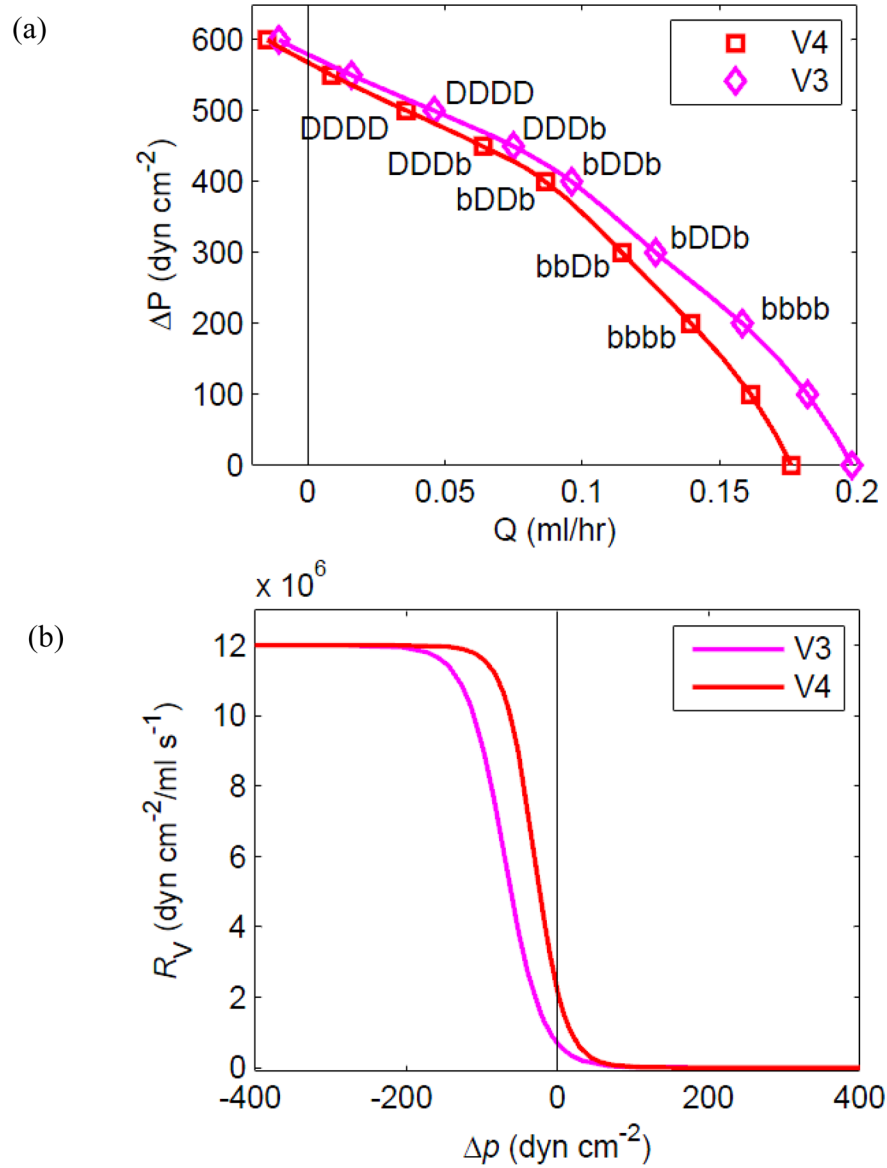 (a)
600
500
400
300
200
100
0
ΔP (dyn cm⁻²)
V4
V3
DDDD
DDDD
DDDb
DDDb
bDDb
bDDb
bDDb
bbDb
bbbb
bbbb
0
0.05
0.1
0.15
0.2
Q (ml/hr)
(b)
x 10⁶
12
10
8
6
4
2
0
R_V (dyn cm⁻²/ml s⁻¹)
V3
V4
-400
-200
0
200
400
Δp (dyn cm⁻²)